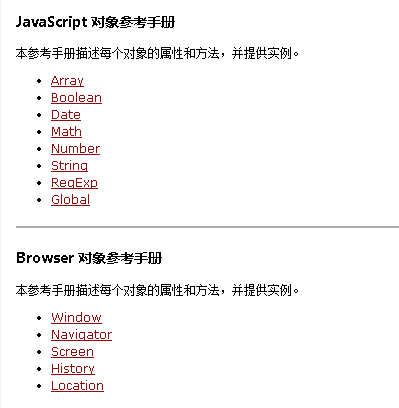 JavaScript 对象参考手册
本参考手册描述每个对象的属性和方法，并提供实例。
Array
Boolean
Date
Math
Number
String
RegExp
Global
Browser 对象参考手册
本参考手册描述每个对象的属性和方法，并提供实例。
Window
Navigator
Screen
History
Location